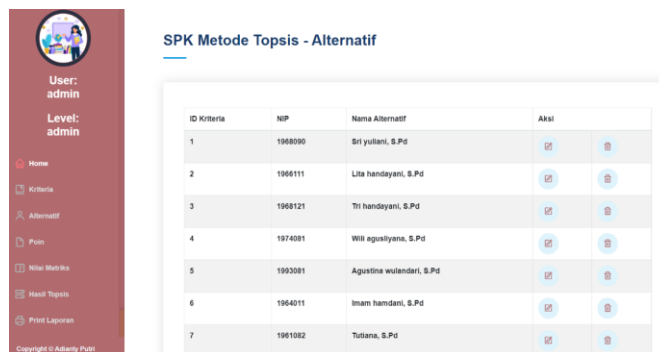 User:
admin
Level:
admin
Home
Kriteria
Alternatif
Poin
Nilai Matriks
Hasil Topsis
Print Laporan
Copyright © Adianty Putri
SPK Metode Topsis - Alternatif
ID Kriteria NIP Nama Alternatif Aksi
1 1968090 Sri yuliani, S.Pd
2 1966111 Lita handayani, S.Pd
3 1968121 Tri handayani, S.Pd
4 1974081 Wili agusliyana, S.Pd
5 1993081 Agustina wulandari, S.Pd
6 1964011 Imam hamdani, S.Pd
7 1961082 Tutiana, S.Pd